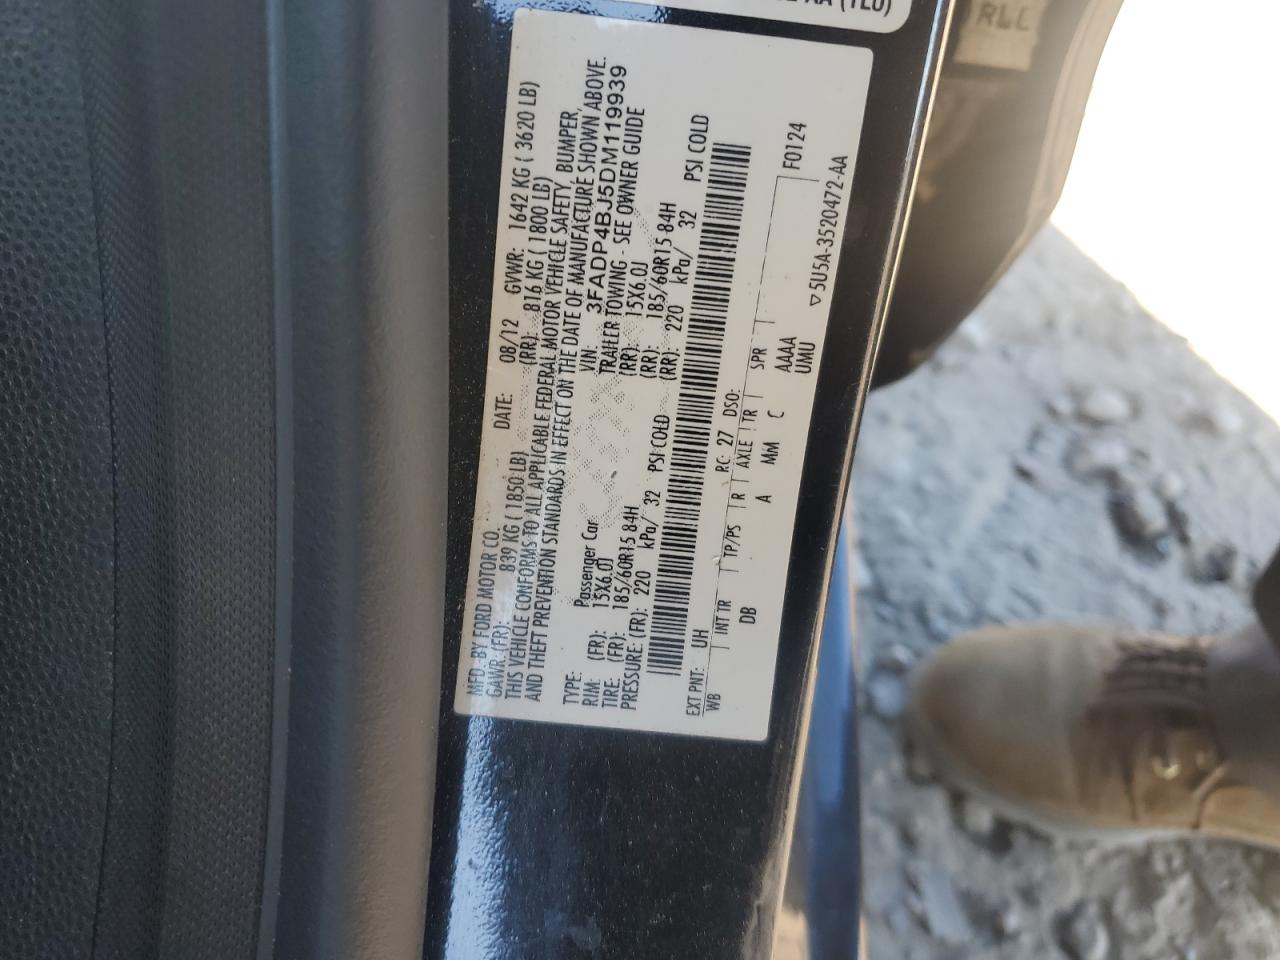 RLL
MFD. BY FORD MOTOR CO. DATE: 08/12 GVWR: 1642 KG ( 3620 LB)
GAWR: (FR): 839 KG ( 1850 LB) (RR): 816 KG ( 1800 LB)
THIS VEHICLE CONFORMS TO ALL APPLICABLE FEDERAL MOTOR VEHICLE SAFETY, BUMPER,
AND THEFT PREVENTION STANDARDS IN EFFECT ON THE DATE OF MANUFACTURE SHOWN ABOVE.
VIN: 3FADP4BJ5DM119939
TYPE: Passenger Car TRAILER TOWING - SEE OWNER GUIDE
RIM: (FR): 15X6.0J (RR): 15X6.0J
TIRE: (FR): 185/60R15 84H (RR): 185/60R15 84H
PRESSURE: (FR): 220 kPa/ 32 PSI COLD (RR): 220 kPa/ 32 PSI COLD
EXT PNT: UH RC: 27 DSO: F0124
WB INT TR TP/PS R AXLE TR SPR
DB A MM C AAAA
UMU
▽5U5A-3520472-AA